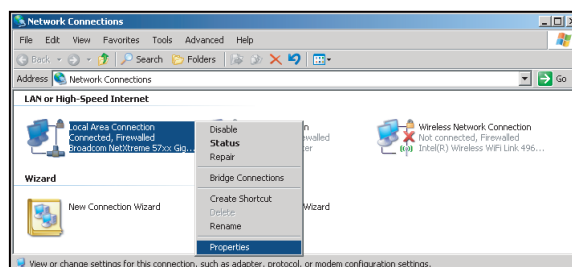 Network Connections
File Edit View Favorites Tools Advanced Help
Back Search Folders
Address Network Connections Go
LAN or High-Speed Internet
Local Area Connection
Connected, Firewalled
Broadcom NetXtreme 57xx Gig...
Disable
Status
Repair
Bridge Connections
Create Shortcut
Delete
Rename
Properties
Wireless Network Connection
Not connected, Firewalled
Intel(R) Wireless WiFi Link 496...
Wizard
New Connection Wizard
Wizard
View or change settings for this connection, such as adapter, protocol, or modem configuration settings.